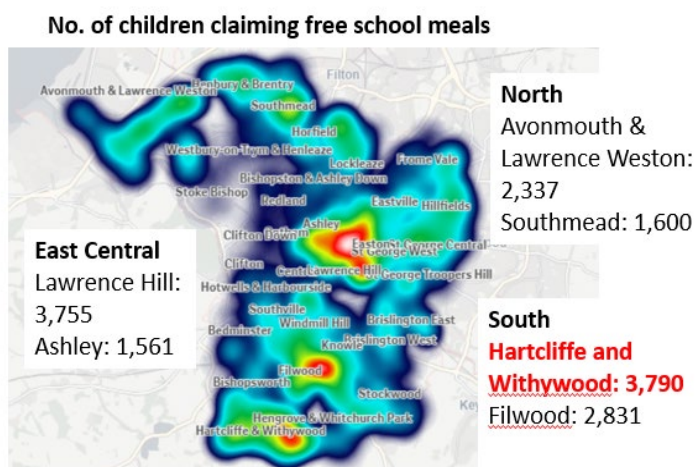 No. of children claiming free school meals
Filton
Henbury & Brentry
Avonmouth & Lawrence Weston
Southmead
Horfield
Westbury-on-Trym & Henleaze
Lockleaze
Frome Vale
Bishopston & Ashley Down
Stoke Bishop
Redland
Eastville
Hillfields
Ashley
Clifton Down
Easton
St George Central
St George West
Clifton
Lawrence Hill
St George Troopers Hill
Hotwells & Harbourside
Southville
Windmill Hill
Brislington East
Bedminster
Knowle
Brislington West
Filwood
Bishopsworth
Stockwood
Hengrove & Whitchurch Park
Hartcliffe & Withywood
North
Avonmouth &
Lawrence Weston:
2,337
Southmead: 1,600
East Central
Lawrence Hill:
3,755
Ashley: 1,561
South
Hartcliffe and
Withywood: 3,790
Filwood: 2,831